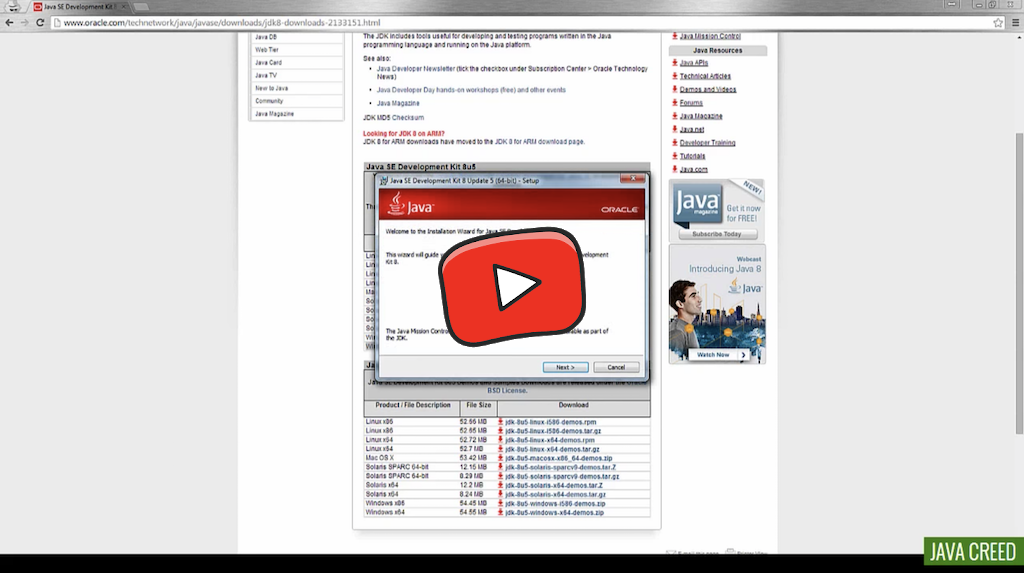 Java SE Development Kit 8
www.oracle.com/technetwork/java/javase/downloads/jdk8-downloads-2133151.html
Java DB
Web Tier
Java Card
Java TV
New to Java
Community
Java Magazine
The JDK includes tools useful for developing and testing programs written in the Java
programming language and running on the Java platform.
See also:
Java Developer Newsletter (tick the checkbox under Subscription Center > Oracle Technology
News)
Java Developer Day hands-on workshops (free) and other events
Java Magazine
JDK MD5 Checksum
Looking for JDK 8 on ARM?
JDK 8 for ARM downloads have moved to the JDK 8 for ARM download page.
Java SE Development Kit 8u5
Java SE Development Kit 8 Update 5 (64-bit) - Setup
Java
ORACLE
Welcome to the Installation Wizard for Java SE
This wizard will guide
Kit 8.
The Java Mission Control
as part of
the JDK.
Next >
Cancel
BSD License.
Product / File Description
File Size
Download
Linux x86 52.66 MB jdk-8u5-linux-i586-demos.rpm
Linux x86 52.65 MB jdk-8u5-linux-i586-demos.tar.gz
Linux x64 52.72 MB jdk-8u5-linux-x64-demos.rpm
Linux x64 52.7 MB jdk-8u5-linux-x64-demos.tar.gz
Mac OS X 53.42 MB jdk-8u5-macosx-x86_64-demos.zip
Solaris SPARC 64-bit 12.15 MB jdk-8u5-solaris-sparcv9-demos.tar.Z
Solaris SPARC 64-bit 8.29 MB jdk-8u5-solaris-sparcv9-demos.tar.gz
Solaris x64 12.2 MB jdk-8u5-solaris-x64-demos.tar.Z
Solaris x64 8.24 MB jdk-8u5-solaris-x64-demos.tar.gz
Windows x86 54.45 MB jdk-8u5-windows-i586-demos.zip
Windows x64 54.55 MB jdk-8u5-windows-x64-demos.zip
Java Mission Control
Java Resources
Java APIs
Technical Articles
Demos and Videos
Forums
Java Magazine
Java.net
Developer Training
Tutorials
Java.com
NEW!
Java
magazine
Get it now
for FREE!
Subscribe Today
Webcast
Introducing Java 8
Java
Watch Now
JAVA CREED